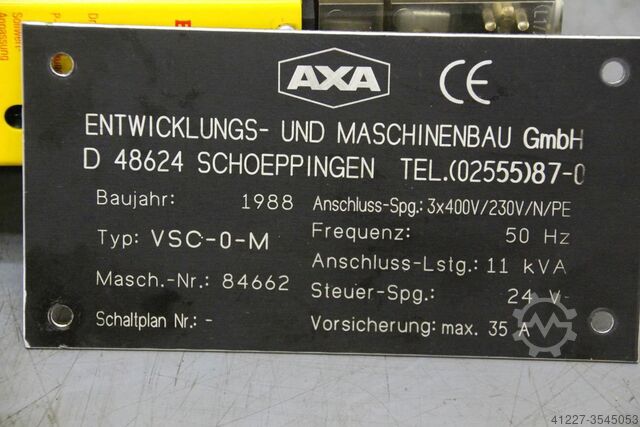 AXA
CE
ENTWICKLUNGS- UND MASCHINENBAU GmbH
D 48624 SCHOEPPINGEN TEL.(02555)87-0
Baujahr: 1988
Anschluss-Spg.: 3x400V/230V/N/PE
Typ: VSC-0-M
Frequenz: 50 Hz
Anschluss-Lstg.: 11 kVA
Masch.-Nr.: 84662
Steuer-Spg.: 24 V-
Schaltplan Nr.: -
Vorsicherung: max. 35 A
41227-3545053